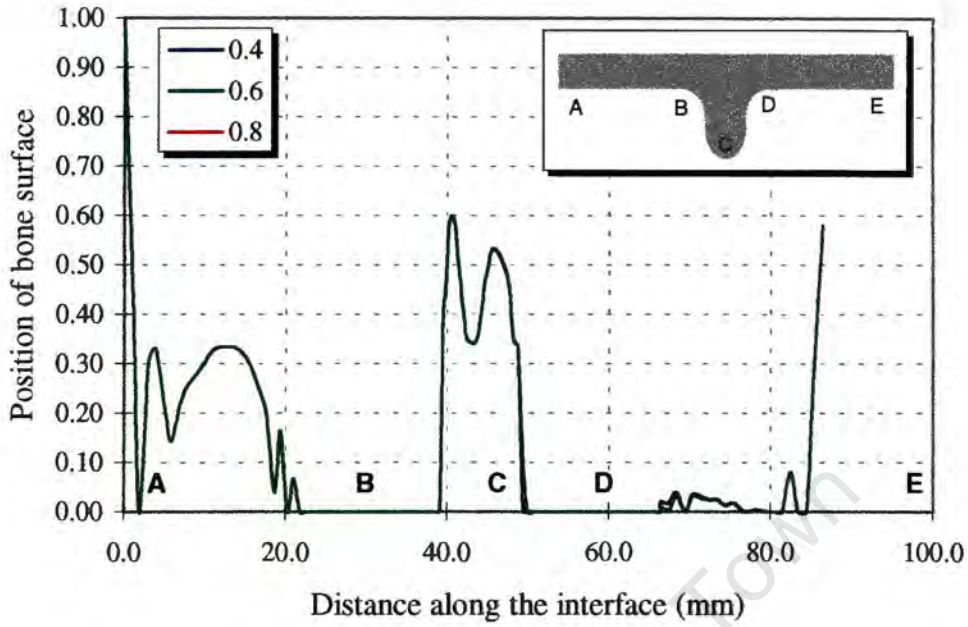 Position of bone surface
1.00
0.90
0.80
0.70
0.60
0.50
0.40
0.30
0.20
0.10
0.00
0.4
0.6
0.8
A B C D E
A B C D E
0.0 20.0 40.0 60.0 80.0 100.0
Distance along the interface (mm)
Town